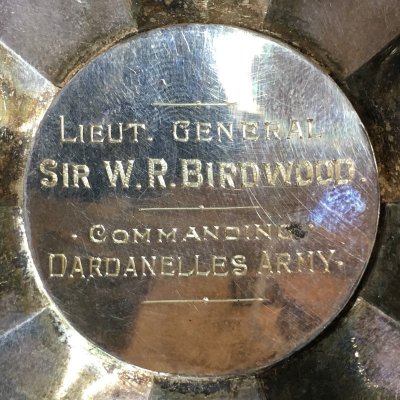 LIEUT. GENERAL
SIR W.R.BIRDWOOD
· COMMANDING ·
DARDANELLES ARMY·